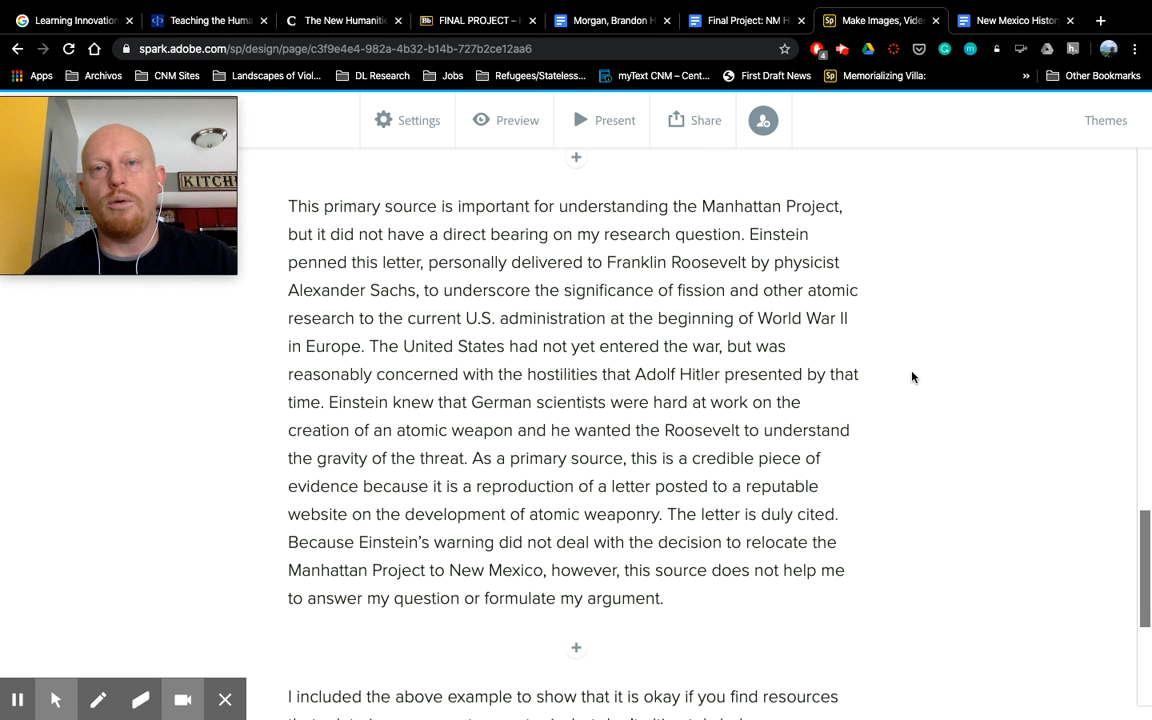 Learning Innovation
Teaching the Huma
The New Humaniti
FINAL PROJECT –
Morgan, Brandon H
Final Project: NM H
Make Images, Vide
New Mexico Histor
spark.adobe.com/sp/design/page/c3f9e4e4-982a-4b32-b14b-727b2ce12aa6
4
Apps
Archivos
CNM Sites
Landscapes of Viol...
DL Research
Jobs
Refugees/Stateless...
myText CNM – Cent...
First Draft News
Memorializing Villa:
»
Other Bookmarks
Settings
Preview
Present
Share
Themes
KITCH
This primary source is important for understanding the Manhattan Project,
but it did not have a direct bearing on my research question. Einstein
penned this letter, personally delivered to Franklin Roosevelt by physicist
Alexander Sachs, to underscore the significance of fission and other atomic
research to the current U.S. administration at the beginning of World War II
in Europe. The United States had not yet entered the war, but was
reasonably concerned with the hostilities that Adolf Hitler presented by that
time. Einstein knew that German scientists were hard at work on the
creation of an atomic weapon and he wanted the Roosevelt to understand
the gravity of the threat. As a primary source, this is a credible piece of
evidence because it is a reproduction of a letter posted to a reputable
website on the development of atomic weaponry. The letter is duly cited.
Because Einstein's warning did not deal with the decision to relocate the
Manhattan Project to New Mexico, however, this source does not help me
to answer my question or formulate my argument.
I included the above example to show that it is okay if you find resources